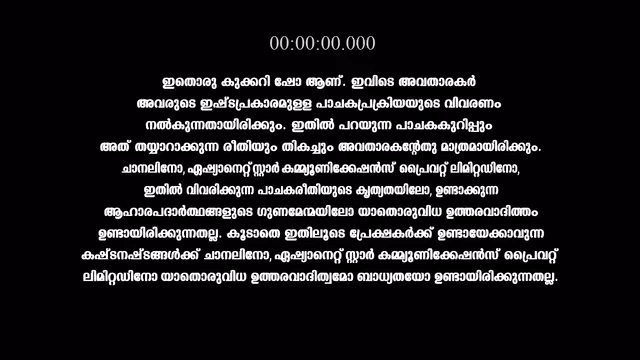 00:00:00.000
ഇതൊരു കുക്കറി ഷോ ആണ്. ഇവിടെ അവതാരകർ
അവരുടെ ഇഷ്ടപ്രകാരമുള്ള പാചകപ്രക്രിയയുടെ വിവരണം
നൽകുന്നതായിരിക്കും. ഇതിൽ പറയുന്ന പാചകകുറിപ്പും
അത് തയ്യാറാക്കുന്ന രീതിയും തികച്ചും അവതാരകന്റേതു മാത്രമായിരിക്കും.
ചാനലിനോ, ഏഷ്യാനെറ്റ് സ്റ്റാർ കമ്മ്യൂണിക്കേഷൻസ് പ്രൈവറ്റ് ലിമിറ്റഡിനോ,
ഇതിൽ വിവരിക്കുന്ന പാചകരീതിയുടെ കൃത്യതയിലോ, ഉണ്ടാക്കുന്ന
ആഹാരപദാർത്ഥങ്ങളുടെ ഗുണമേന്മയിലോ യാതൊരുവിധ ഉത്തരവാദിത്തം
ഉണ്ടായിരിക്കുന്നതല്ല. കൂടാതെ ഇതിലൂടെ പ്രേക്ഷകർക്ക് ഉണ്ടായേക്കാവുന്ന
കഷ്ടനഷ്ടങ്ങൾക്ക് ചാനലിനോ, ഏഷ്യാനെറ്റ് സ്റ്റാർ കമ്മ്യൂണിക്കേഷൻസ് പ്രൈവറ്റ്
ലിമിറ്റഡിനോ യാതൊരുവിധ ഉത്തരവാദിത്വമോ ബാധ്യതയോ ഉണ്ടായിരിക്കുന്നതല്ല.